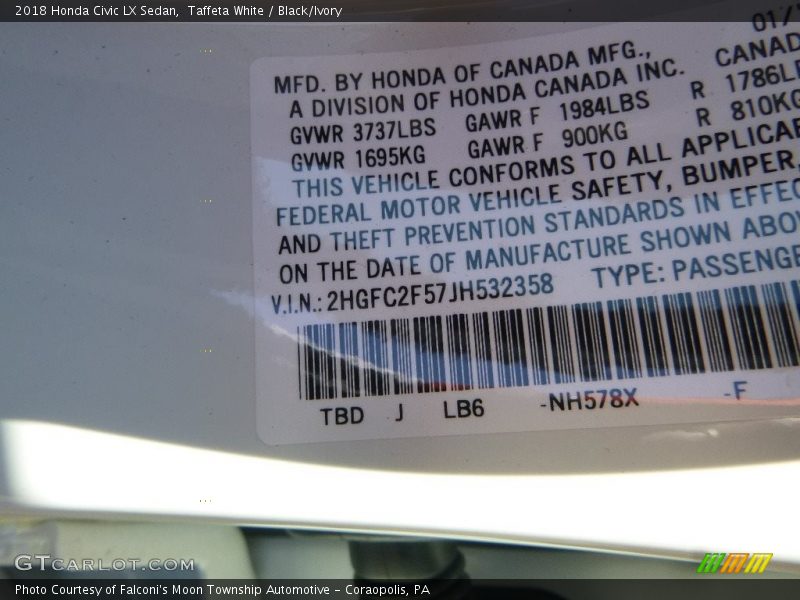 2018 Honda Civic LX Sedan,  Taffeta White / Black/Ivory
01/
MFD. BY HONDA OF CANADA MFG.,
CANAD
A DIVISION OF HONDA CANADA INC.
GVWR 3737LBS GAWR F 1984LBS R 1786LB
GVWR 1695KG GAWR F 900KG R 810KG
THIS VEHICLE CONFORMS TO ALL APPLICAB
FEDERAL MOTOR VEHICLE SAFETY, BUMPER,
AND THEFT PREVENTION STANDARDS IN EFFEC
ON THE DATE OF MANUFACTURE SHOWN ABOV
V.I.N.: 2HGFC2F57JH532358 TYPE: PASSENGE
TBD J LB6 -NH578X -F
GTCARLOT.COM
Photo Courtesy of Falconi's Moon Township Automotive – Coraopolis, PA